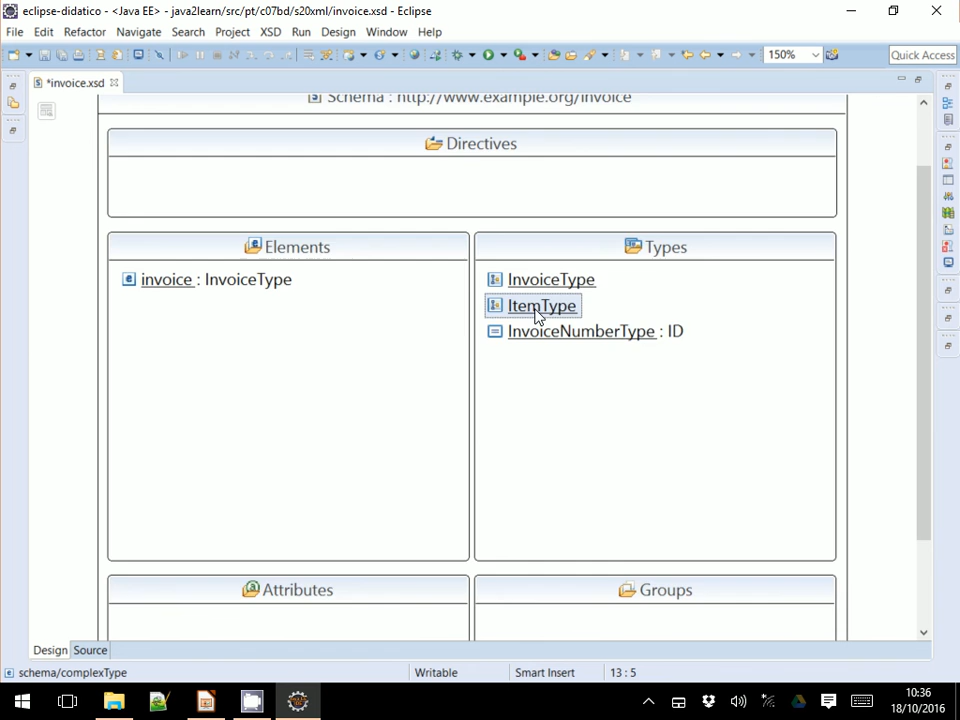 eclipse-didatico - <Java EE> - java2learn/src/pt/c07bd/s20xml/invoice.xsd - Eclipse
File Edit Refactor Navigate Search Project XSD Run Design Window Help
150% Quick Access
*invoice.xsd
Schema : http://www.example.org/invoice
Directives
Elements
invoice : InvoiceType
Types
InvoiceType
ItemType
InvoiceNumberType : ID
Attributes
Groups
Design Source
schema/complexType Writable Smart Insert 13 : 5
10:36
18/10/2016